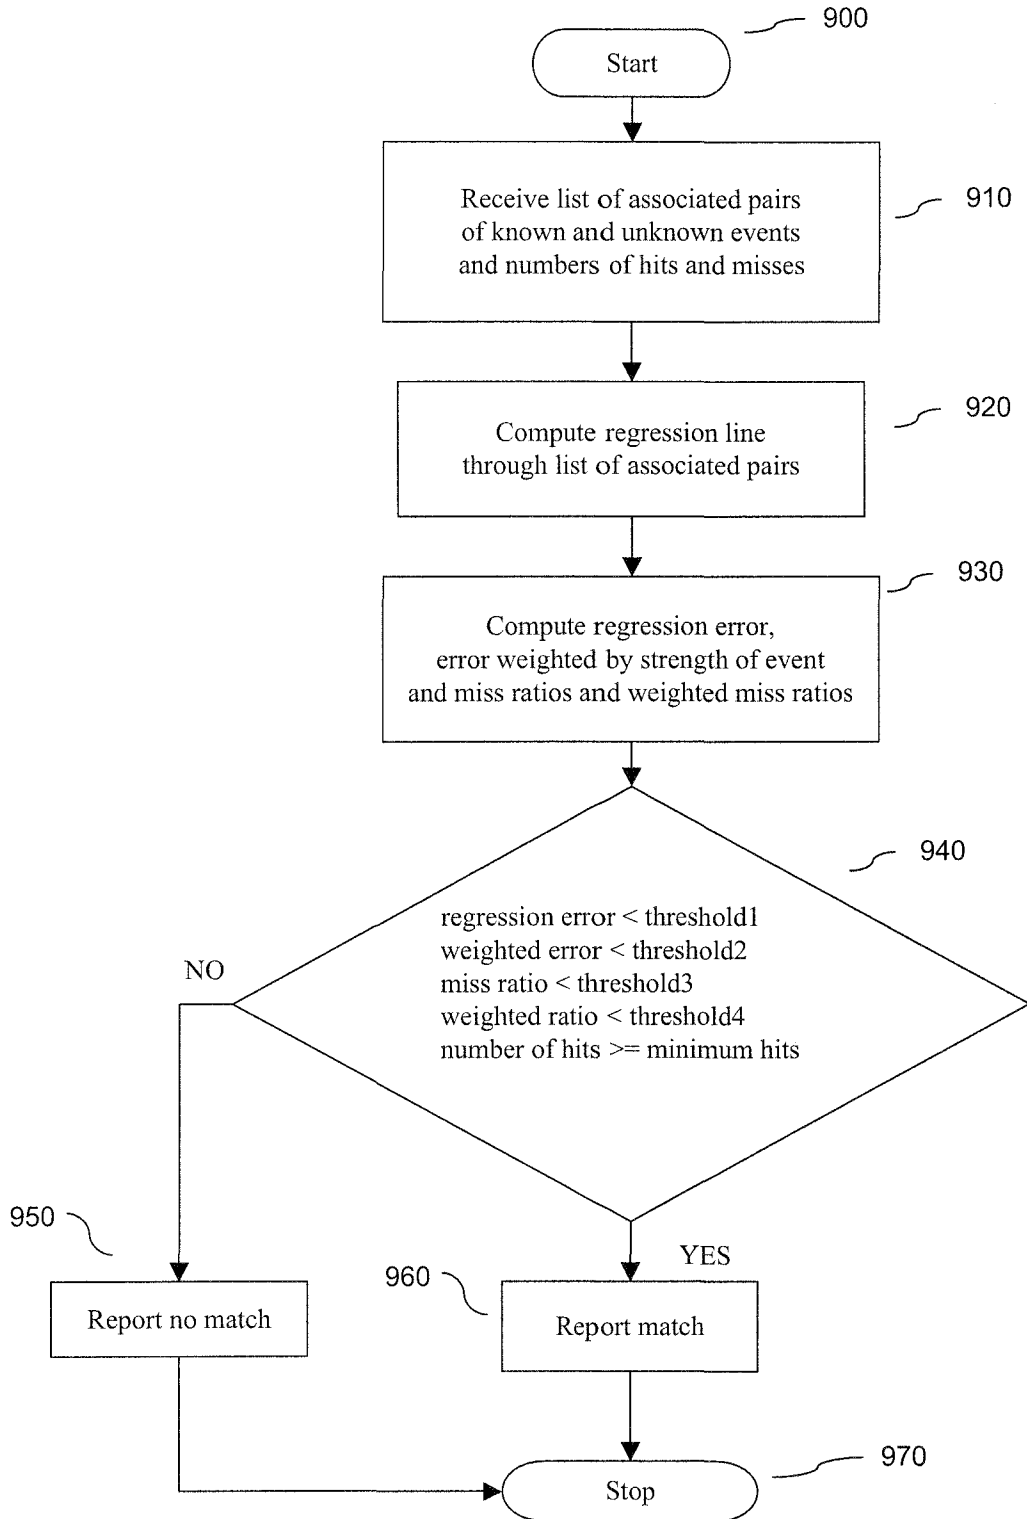 900
Start
910
Receive list of associated pairs
of known and unknown events
and numbers of hits and misses
920
Compute regression line
through list of associated pairs
930
Compute regression error,
error weighted by strength of event
and miss ratios and weighted miss ratios
940
regression error < threshold1
weighted error < threshold2
miss ratio < threshold3
weighted ratio < threshold4
number of hits >= minimum hits
NO
YES
950
Report no match
960
Report match
970
Stop